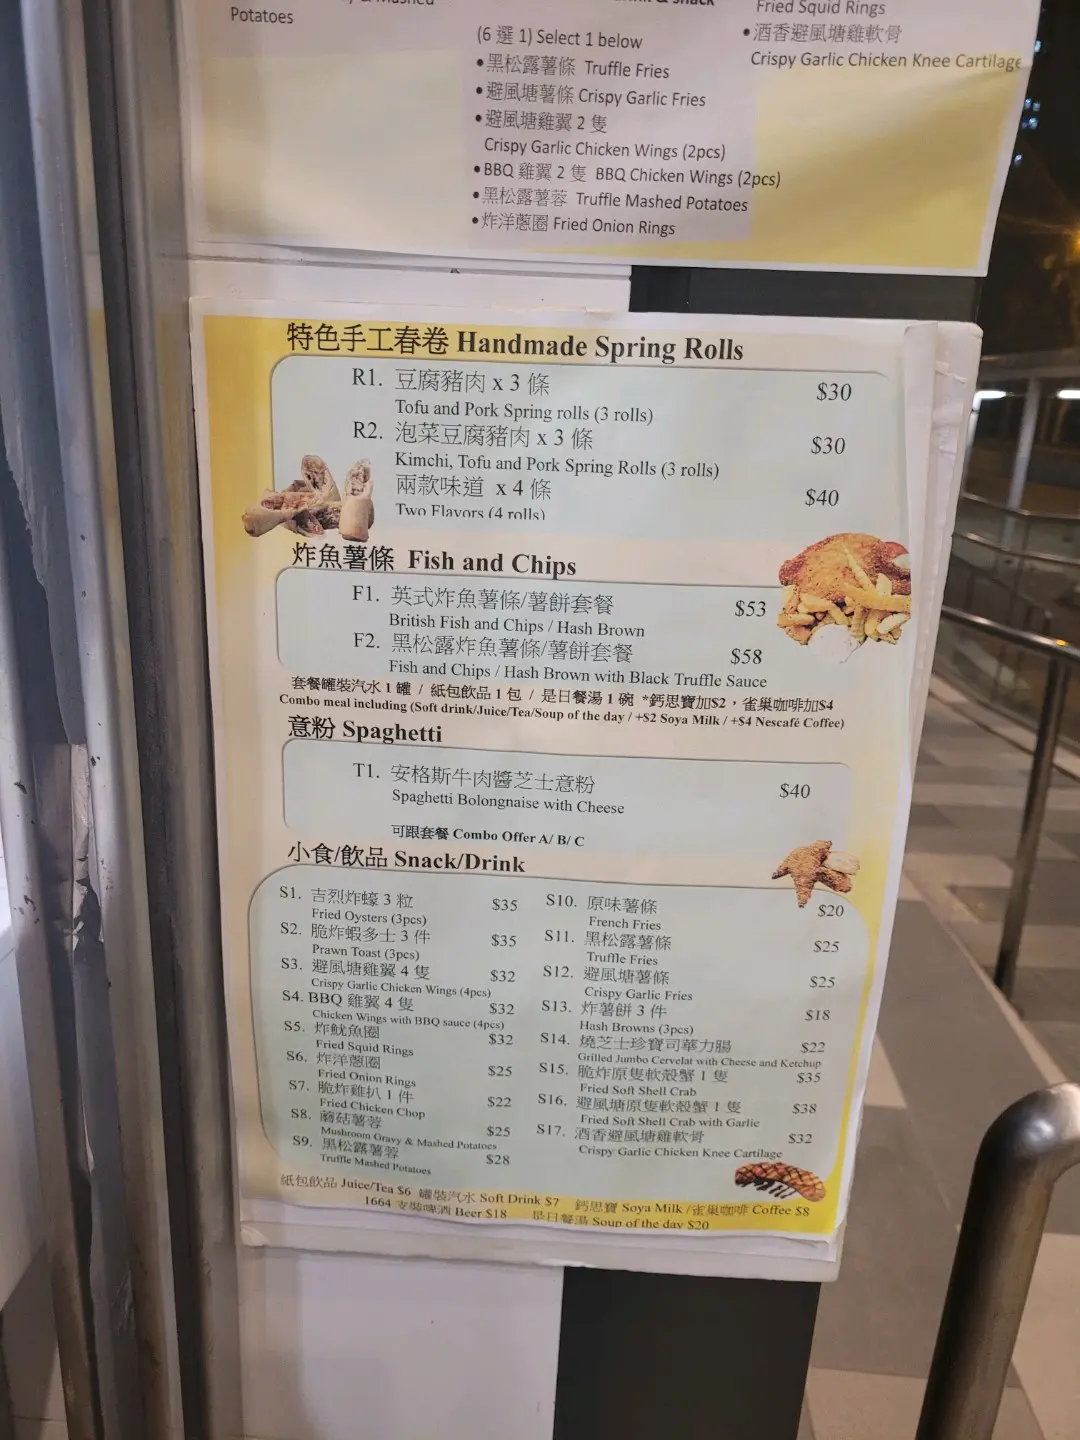 Potatoes
(6 選 1) Select 1 below
•黑松露薯條 Truffle Fries
•避風塘薯條 Crispy Garlic Fries
•避風塘雞翼 2 隻
Crispy Garlic Chicken Wings (2pcs)
•BBQ 雞翼 2 隻 BBQ Chicken Wings (2pcs)
•黑松露薯蓉 Truffle Mashed Potatoes
•炸洋蔥圈 Fried Onion Rings
Fried Squid Rings
•酒香避風塘雞軟骨
Crispy Garlic Chicken Knee Cartilage
特色手工春卷 Handmade Spring Rolls
R1. 豆腐豬肉 x 3 條 $30
Tofu and Pork Spring rolls (3 rolls)
R2. 泡菜豆腐豬肉 x 3 條 $30
Kimchi, Tofu and Pork Spring Rolls (3 rolls)
兩款味道 x 4 條 $40
Two Flavors (4 rolls)
炸魚薯條 Fish and Chips
F1. 英式炸魚薯條/薯餅套餐 $53
British Fish and Chips / Hash Brown
F2. 黑松露炸魚薯條/薯餅套餐 $58
Fish and Chips / Hash Brown with Black Truffle Sauce
套餐罐裝汽水 1 罐 / 紙包飲品 1 包 / 是日餐湯 1 碗 *鈣思寶加$2，雀巢咖啡加$4
Combo meal including (Soft drink/Juice/Tea/Soup of the day / +$2 Soya Milk / +$4 Nescafé Coffee)
意粉 Spaghetti
T1. 安格斯牛肉醬芝士意粉 $40
Spaghetti Bolongnaise with Cheese
可跟套餐 Combo Offer A/ B/ C
小食/飲品 Snack/Drink
S1. 吉烈炸蠔 3 粒 $35
Fried Oysters (3pcs)
S2. 脆炸蝦多士 3 件 $35
Prawn Toast (3pcs)
S3. 避風塘雞翼 4 隻 $32
Crispy Garlic Chicken Wings (4pcs)
S4. BBQ 雞翼 4 隻 $32
Chicken Wings with BBQ sauce (4pcs)
S5. 炸魷魚圈 $32
Fried Squid Rings
S6. 炸洋蔥圈 $25
Fried Onion Rings
S7. 脆炸雞扒 1 件 $22
Fried Chicken Chop
S8. 蘑菇薯蓉 $25
Mushroom Gravy & Mashed Potatoes
S9. 黑松露薯蓉 $28
Truffle Mashed Potatoes
S10. 原味薯條 $20
French Fries
S11. 黑松露薯條 $25
Truffle Fries
S12. 避風塘薯條 $25
Crispy Garlic Fries
S13. 炸薯餅 3 件 $18
Hash Browns (3pcs)
S14. 燒芝士珍寶司華力腸 $22
Grilled Jumbo Cervelat with Cheese and Ketchup
S15. 脆炸原隻軟殼蟹 1 隻 $35
Fried Soft Shell Crab
S16. 避風塘原隻軟殼蟹 1 隻 $38
Fried Soft Shell Crab with Garlic
S17. 酒香避風塘雞軟骨 $32
Crispy Garlic Chicken Knee Cartilage
紙包飲品 Juice/Tea $6 罐裝汽水 Soft Drink $7 鈣思寶 Soya Milk /雀巢咖啡 Coffee $8
1664 支裝啤酒 Beer $18 是日餐湯 Soup of the day $20